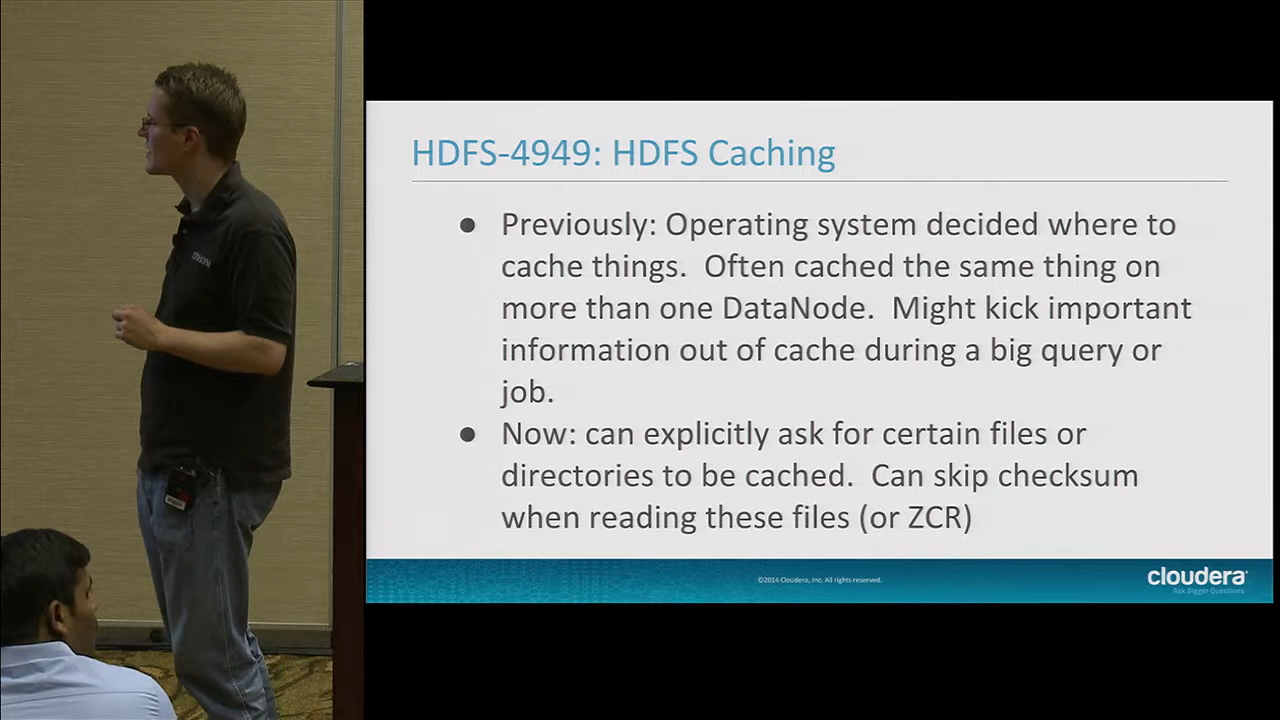 HDFS-4949: HDFS Caching
● Previously: Operating system decided where to
cache things.  Often cached the same thing on
more than one DataNode.  Might kick important
information out of cache during a big query or
job.
● Now: can explicitly ask for certain files or
directories to be cached.  Can skip checksum
when reading these files (or ZCR)
©2014 Cloudera, Inc. All rights reserved.
cloudera
Ask Bigger Questions
cloudera